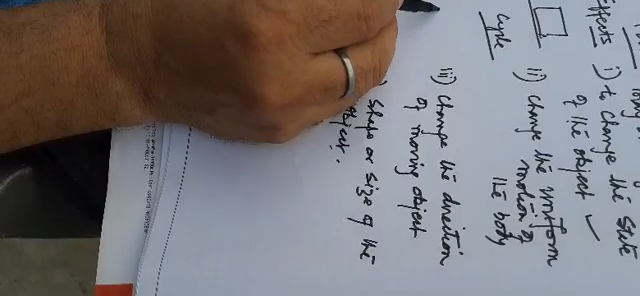 Effects i) to change the state
of the object ✓
ii) change the uniform
motion of
the body
Cycle
iii) change the direction
of moving object
Shape or size of the
object.